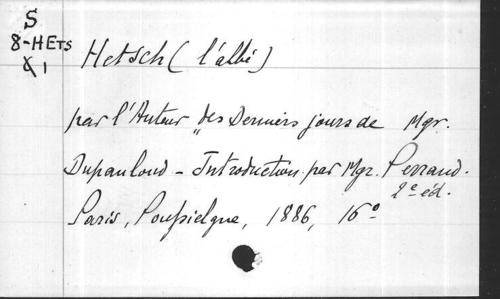 S
8-HETS
1
Hetsch (l'abbé)
par l'Auteur "des Derniers jours de Mgr.
Dupanloud - Introduction par Mgr. Perraud.
2e éd.
Paris, Poussielgue, 1886, 16°